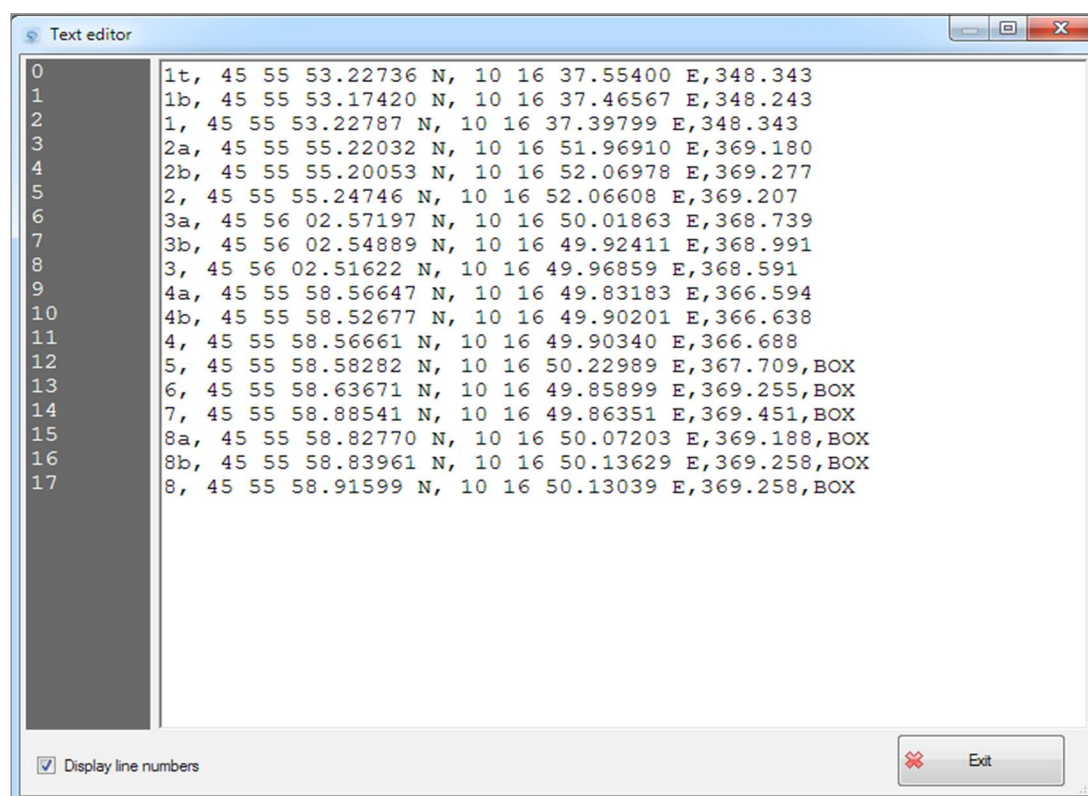 Text editor
0 1t, 45 55 53.22736 N, 10 16 37.55400 E,348.343
1 1b, 45 55 53.17420 N, 10 16 37.46567 E,348.243
2 1, 45 55 53.22787 N, 10 16 37.39799 E,348.343
3 2a, 45 55 55.22032 N, 10 16 51.96910 E,369.180
4 2b, 45 55 55.20053 N, 10 16 52.06978 E,369.277
5 2, 45 55 55.24746 N, 10 16 52.06608 E,369.207
6 3a, 45 56 02.57197 N, 10 16 50.01863 E,368.739
7 3b, 45 56 02.54889 N, 10 16 49.92411 E,368.991
8 3, 45 56 02.51622 N, 10 16 49.96859 E,368.591
9 4a, 45 55 58.56647 N, 10 16 49.83183 E,366.594
10 4b, 45 55 58.52677 N, 10 16 49.90201 E,366.638
11 4, 45 55 58.56661 N, 10 16 49.90340 E,366.688
12 5, 45 55 58.58282 N, 10 16 50.22989 E,367.709,BOX
13 6, 45 55 58.63671 N, 10 16 49.85899 E,369.255,BOX
14 7, 45 55 58.88541 N, 10 16 49.86351 E,369.451,BOX
15 8a, 45 55 58.82770 N, 10 16 50.07203 E,369.188,BOX
16 8b, 45 55 58.83961 N, 10 16 50.13629 E,369.258,BOX
17 8, 45 55 58.91599 N, 10 16 50.13039 E,369.258,BOX
Display line numbers
Exit